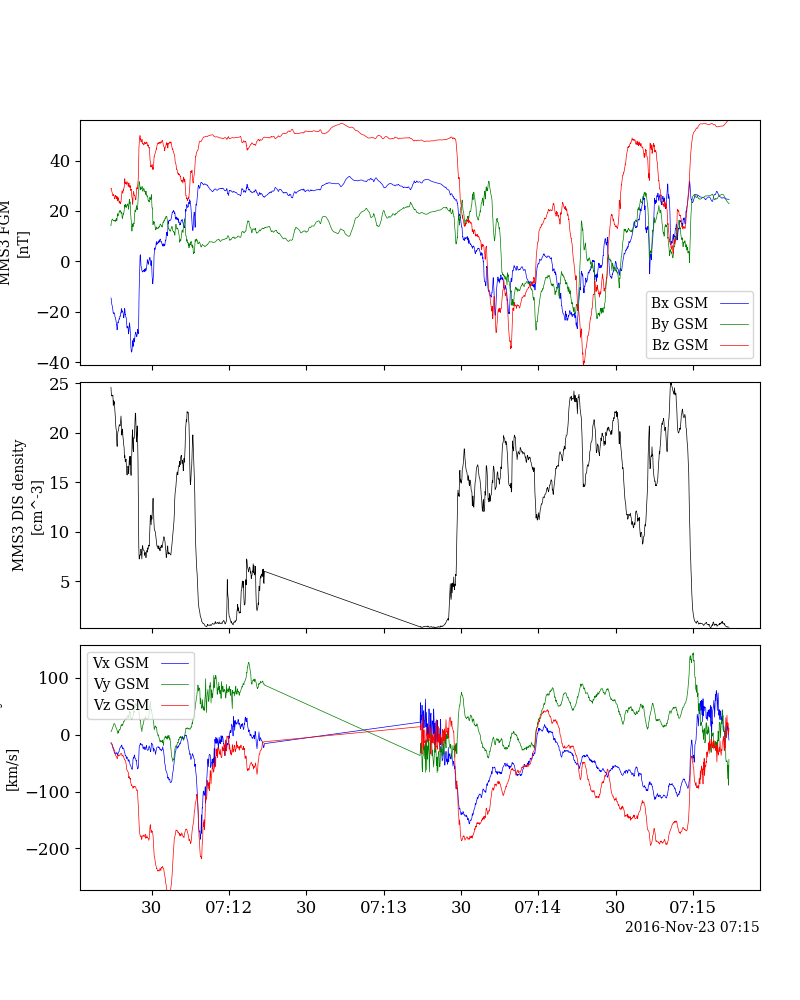 40
20
0
−20
−40
MMS3 FGM
[nT]
Bx GSM
By GSM
Bz GSM
25
20
15
10
5
MMS3 DIS density
[cm^-3]
100
0
−100
−200
[km/s]
Vx GSM
Vy GSM
Vz GSM
30 07:12 30 07:13 30 07:14 30 07:15
2016-Nov-23 07:15